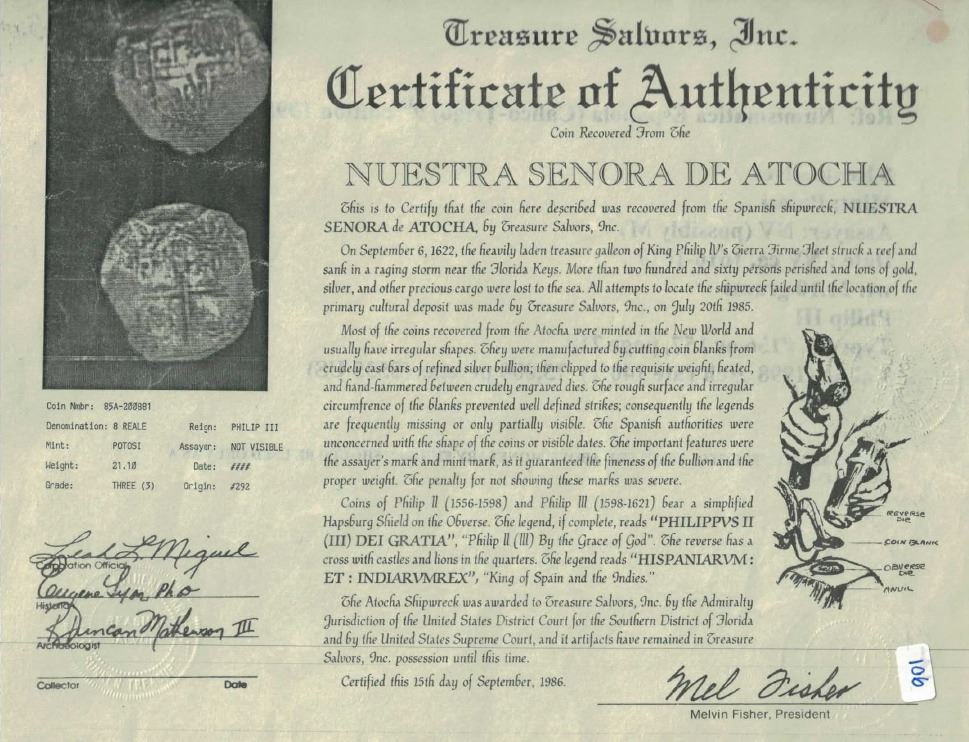 Treasure Salvors, Inc.
Certificate of Authenticity
Coin Recovered From The
NUESTRA SENORA DE ATOCHA
This is to Certify that the coin here described was recovered from the Spanish shipwreck, NUESTRA
SENORA de ATOCHA, by Treasure Salvors, Inc.
On September 6, 1622, the heavily laden treasure galleon of King Philip IV's Tierra Firme Fleet struck a reef and
sank in a raging storm near the Florida Keys. More than two hundred and sixty persons perished and tons of gold,
silver, and other precious cargo were lost to the sea. All attempts to locate the shipwreck failed until the location of the
primary cultural deposit was made by Treasure Salvors, Inc., on July 20th 1985.
Most of the coins recovered from the Atocha were minted in the New World and
usually have irregular shapes. They were manufactured by cutting coin blanks from
crudely cast bars of refined silver bullion; then clipped to the requisite weight, heated,
and hand-hammered between crudely engraved dies. The rough surface and irregular
circumfrence of the blanks prevented well defined strikes; consequently the legends
are frequently missing or only partially visible. The Spanish authorities were
unconcerned with the shape of the coins or visible dates. The important features were
the assayer's mark and mint mark, as it guaranteed the fineness of the bullion and the
proper weight. The penalty for not showing these marks was severe.
Coins of Philip II (1556-1598) and Philip III (1598-1621) bear a simplified
Hapsburg Shield on the Obverse. The legend, if complete, reads "PHILIPPVS II
(III) DEI GRATIA", "Philip II (III) By the Grace of God". The reverse has a
cross with castles and lions in the quarters. The legend reads "HISPANIARVM :
ET : INDIARVMREX", "King of Spain and the Indies."
The Atocha Shipwreck was awarded to Treasure Salvors, Inc. by the Admiralty
Jurisdiction of the United States District Court for the Southern District of Florida
and by the United States Supreme Court, and it artifacts have remained in Treasure
Salvors, Inc. possession until this time.
Certified this 15th day of September, 1986.
REVERSE
DIE
COIN BLANK
OBVERSE
DIE
ANVIL
Mel Fisher
Melvin Fisher, President
106
Coin Nmbr: 85A-200881
Denomination: 8 REALE Reign: PHILIP III
Mint: POTOSI Assayer: NOT VISIBLE
Weight: 21.10 Date: ####
Grade: THREE (3) Origin: #292
Leah L Miguel
Corporation Official
Eugene Lyon PhD
Historian
R Duncan Mathewson III
Archaeologist
Collector Date